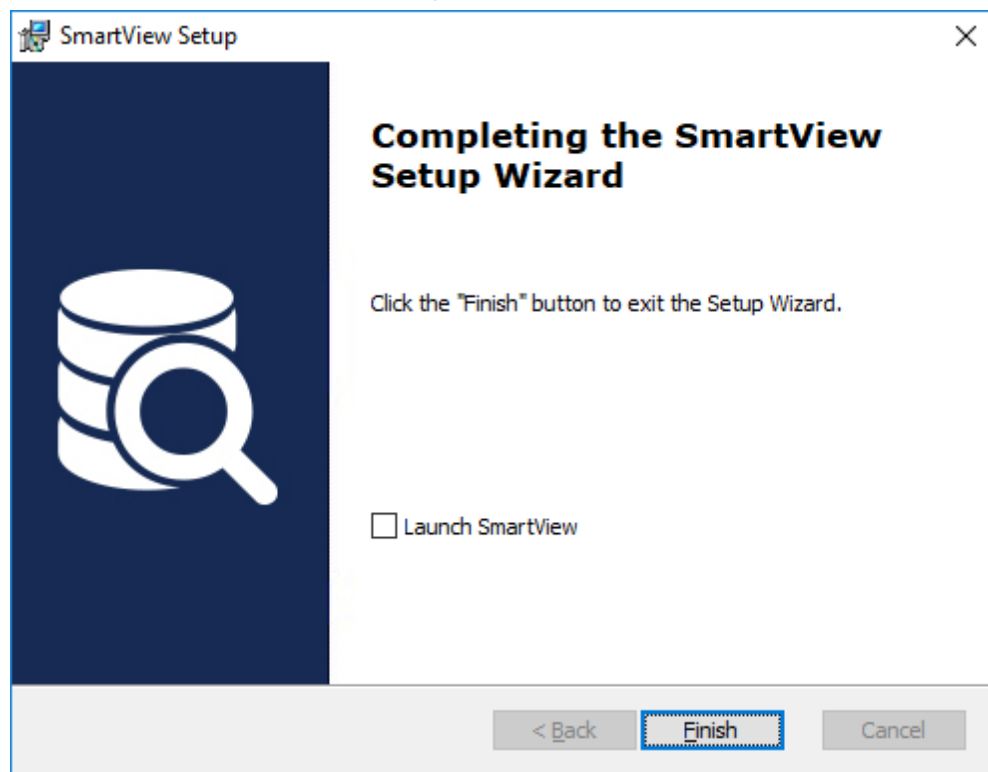 SmartView Setup
Completing the SmartView
Setup Wizard
Click the "Finish" button to exit the Setup Wizard.
Launch SmartView
< Back Finish Cancel